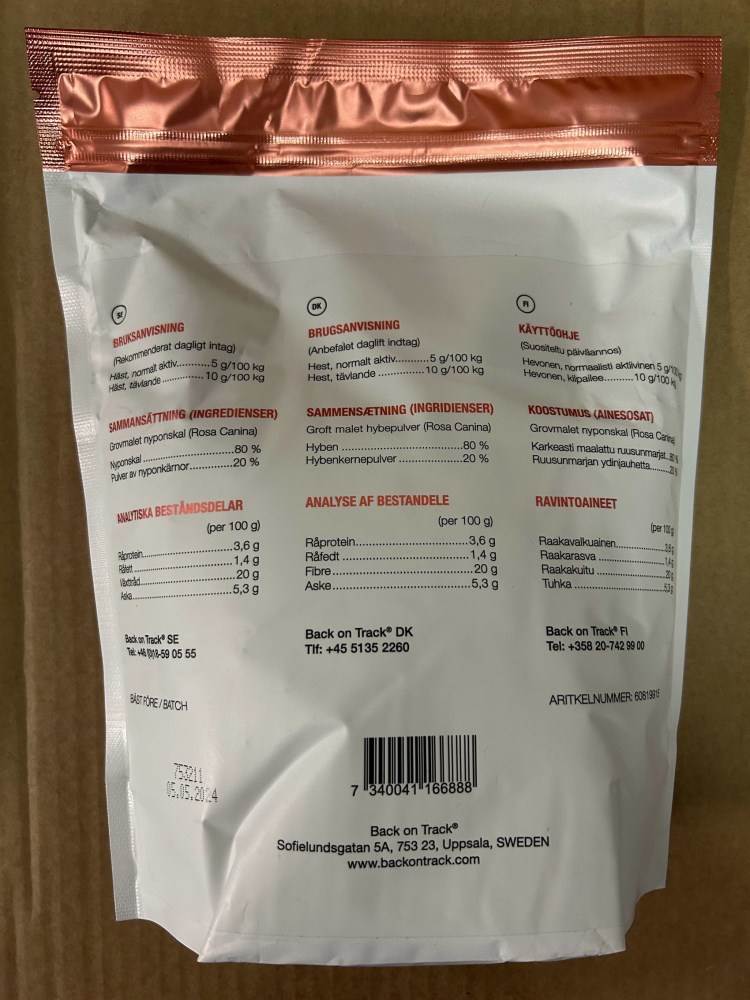 SE
BRUKSANVISNING
(Rekommenderat dagligt intag)
Häst, normalt aktiv............5 g/100 kg
Häst, tävlande ..............10 g/100 kg
SAMMANSÄTTNING (INGREDIENSER)
Grovmalet nyponskal (Rosa Canina)
Nyponskal ..........................80 %
Pulver av nyponkärnor............20 %
ANALYTISKA BESTÅNDSDELAR
(per 100 g)
Råprotein..........................3,6 g
Råfett ..............................1,4 g
Växttråd............................20 g
Aska................................5,3 g
Back on Track® SE
Tel: +46 (0)18-59 05 55
BÄST FÖRE / BATCH
753211
05.05.2024
DK
BRUGSANVISNING
(Anbefalet daglift indtag)
Hest, normalt aktiv............5 g/100 kg
Hest, tävlande ..............10 g/100 kg
SAMMENSÆTNING (INGRIDIENSER)
Groft malet hybepulver (Rosa Canina)
Hyben ..............................80 %
Hybenkernepulver ................20 %
ANALYSE AF BESTANDELE
(per 100 g)
Råprotein..........................3,6 g
Råfedt ..............................1,4 g
Fibre................................20 g
Aske................................5,3 g
Back on Track® DK
Tlf: +45 5135 2260
FI
KÄYTTÖOHJE
(Suositeltu päiväannos)
Hevonen, normaalisti aktiivinen 5 g/100
Hevonen, kilpailee..........10 g/100 kg
KOOSTUMUS (AINESOSAT)
Grovmalet nyponskal (Rosa Canina)
Karkeasti maalattu ruusunmarjat..80 %
Ruusunmarjan ydinjauhetta........20 %
RAVINTOAINEET
(per 100 g
Raakavalkuainen................3,6 g
Raakarasva ......................1,4 g
Raakakuitu ........................20 g
Tuhka ..............................5,3 g
Back on Track® FI
Tel: +358 20-742 99 00
ARITKELNUMMER: 60819915
7 340041 166888
Back on Track®
Sofielundsgatan 5A, 753 23, Uppsala, SWEDEN
www.backontrack.com